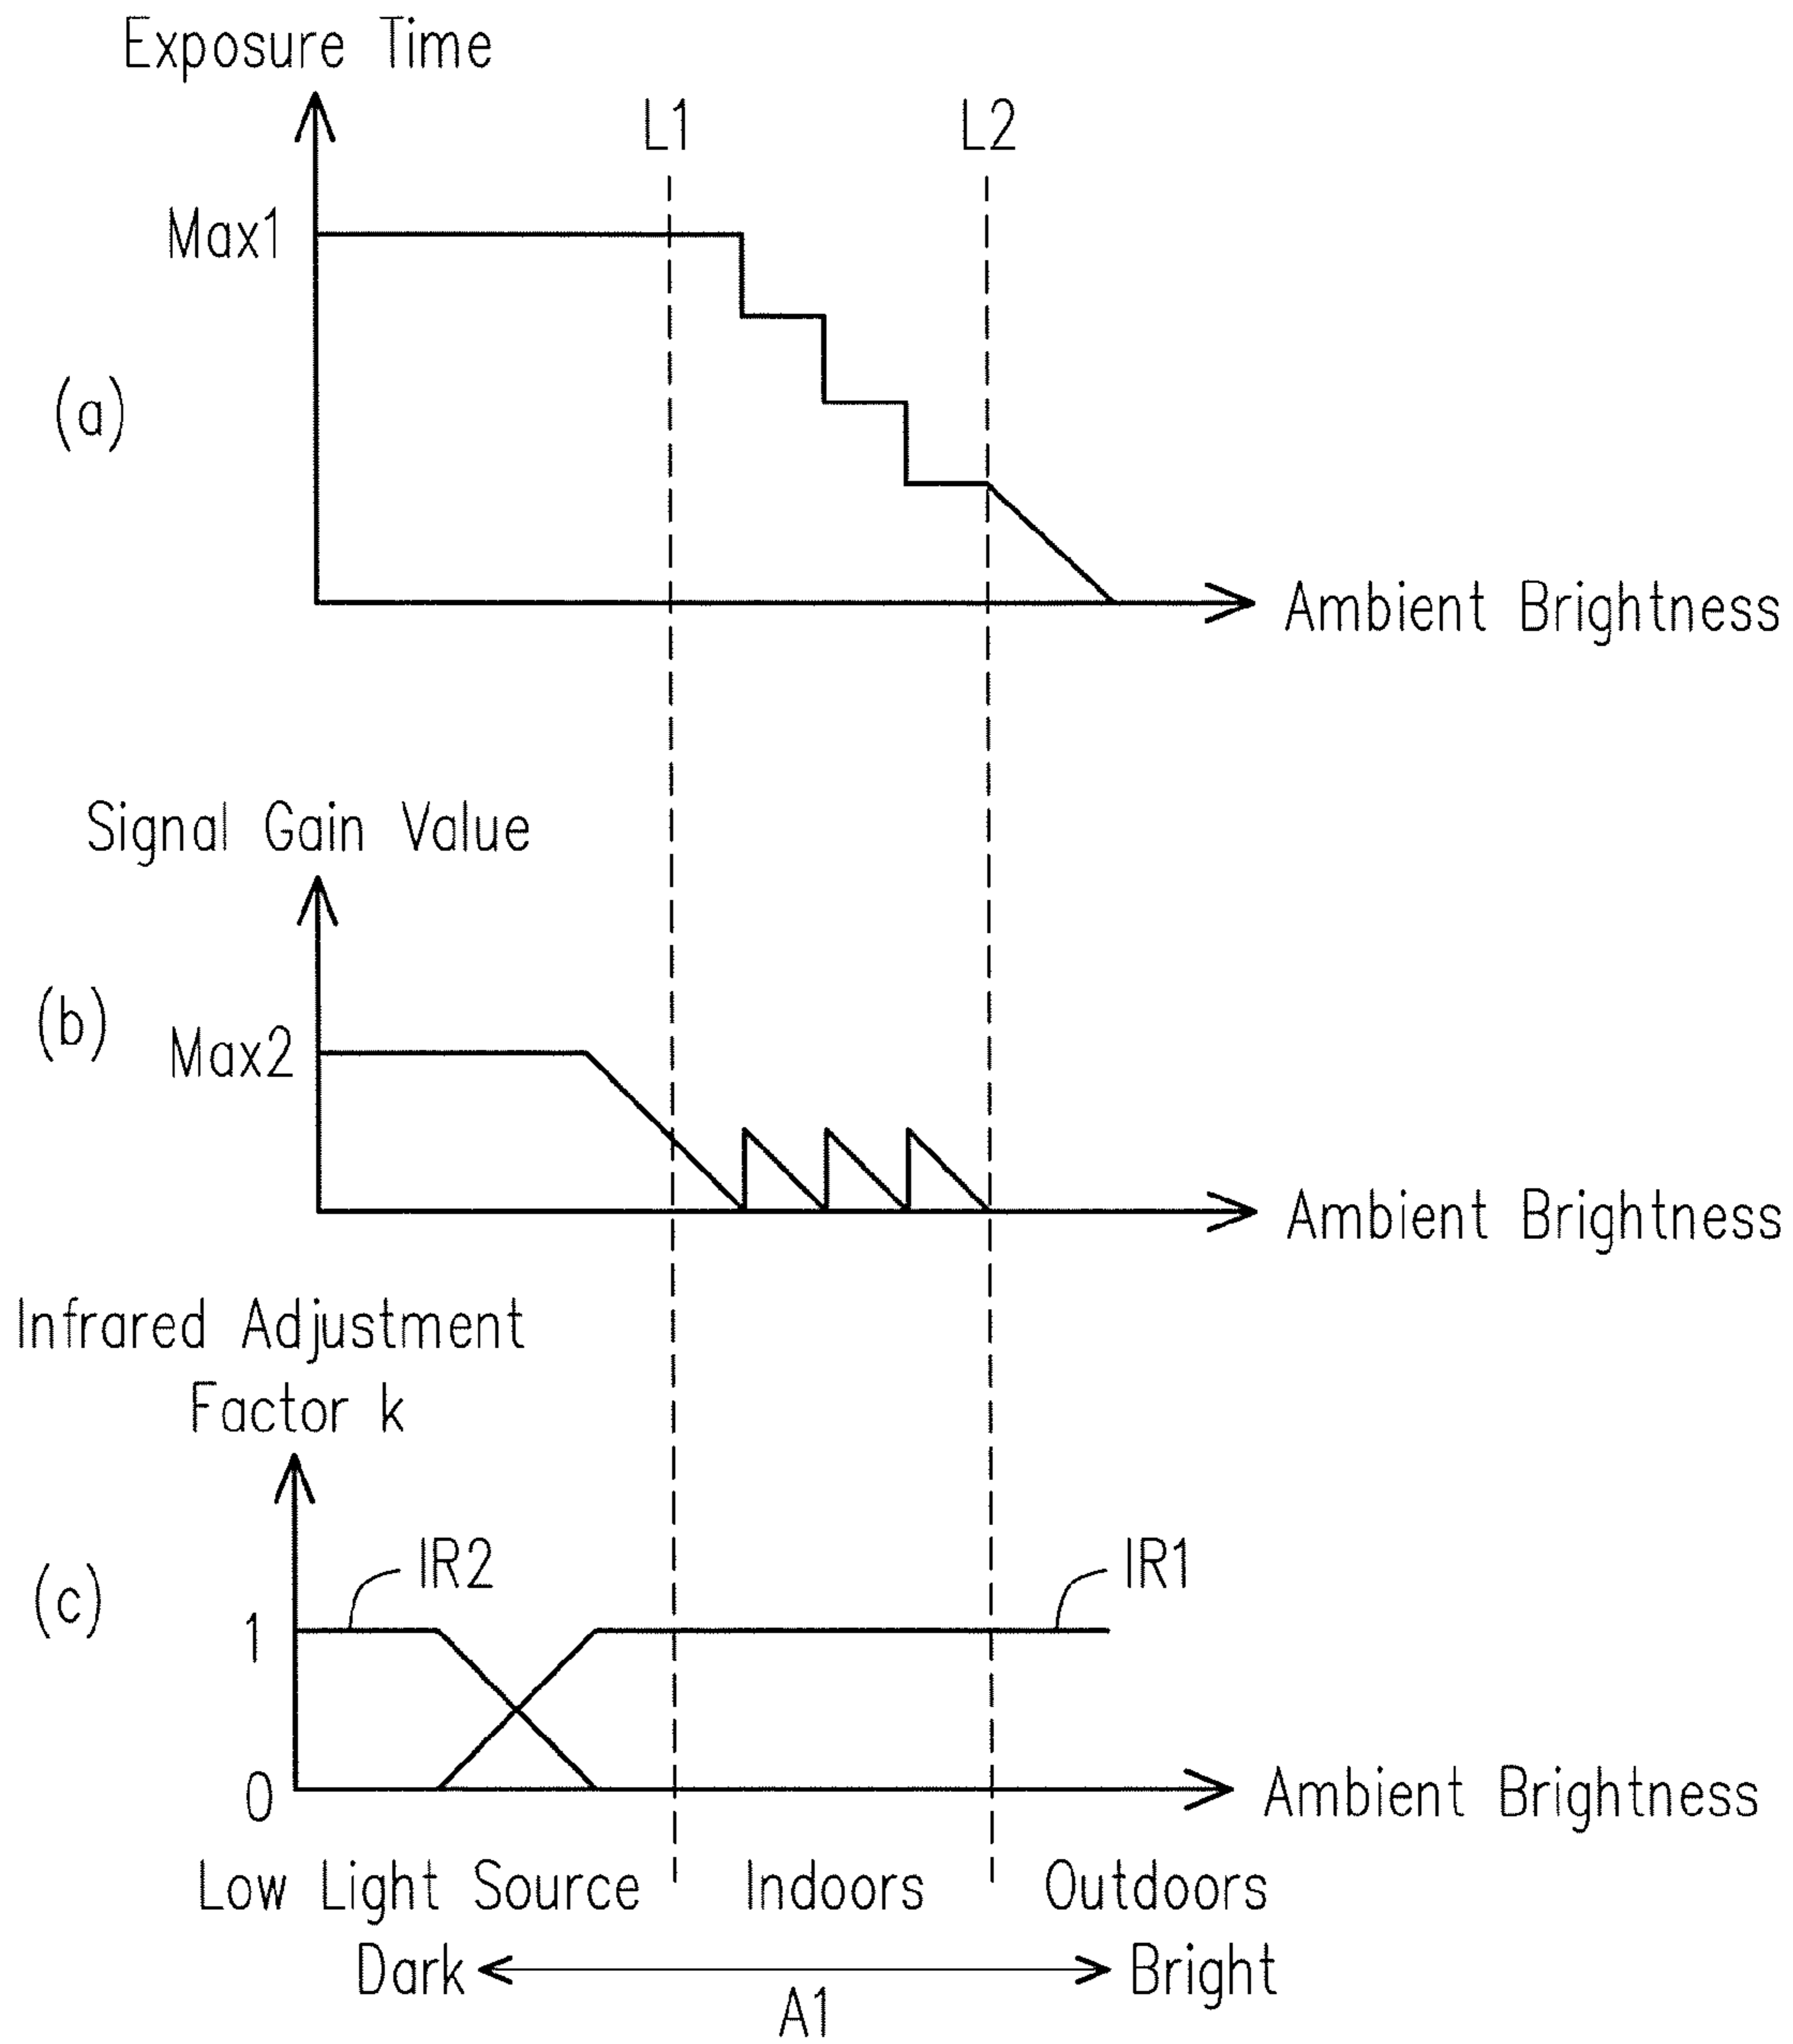 Exposure Time
L1
L2
Max1
(a)
Ambient Brightness
Signal Gain Value
(b)
Max2
Ambient Brightness
Infrared Adjustment
Factor k
IR2
IR1
(c)
1
0
Ambient Brightness
Low Light Source
Indoors
Outdoors
Dark
Bright
A1